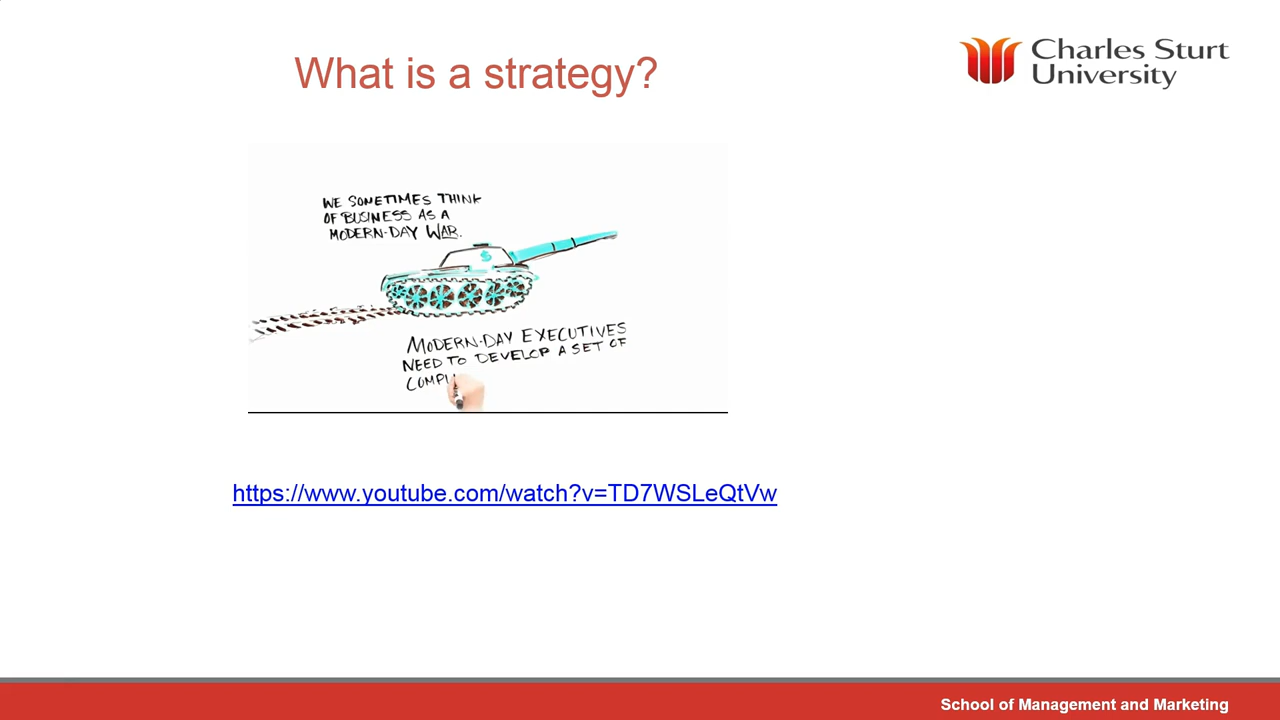 What is a strategy?
Charles Sturt
University
WE SOMETIMES THINK
OF BUSINESS AS A
MODERN-DAY WAR.
$
MODERN-DAY EXECUTIVES
NEED TO DEVELOP A SET OF
COMPL
https://www.youtube.com/watch?v=TD7WSLeQtVw
School of Management and Marketing